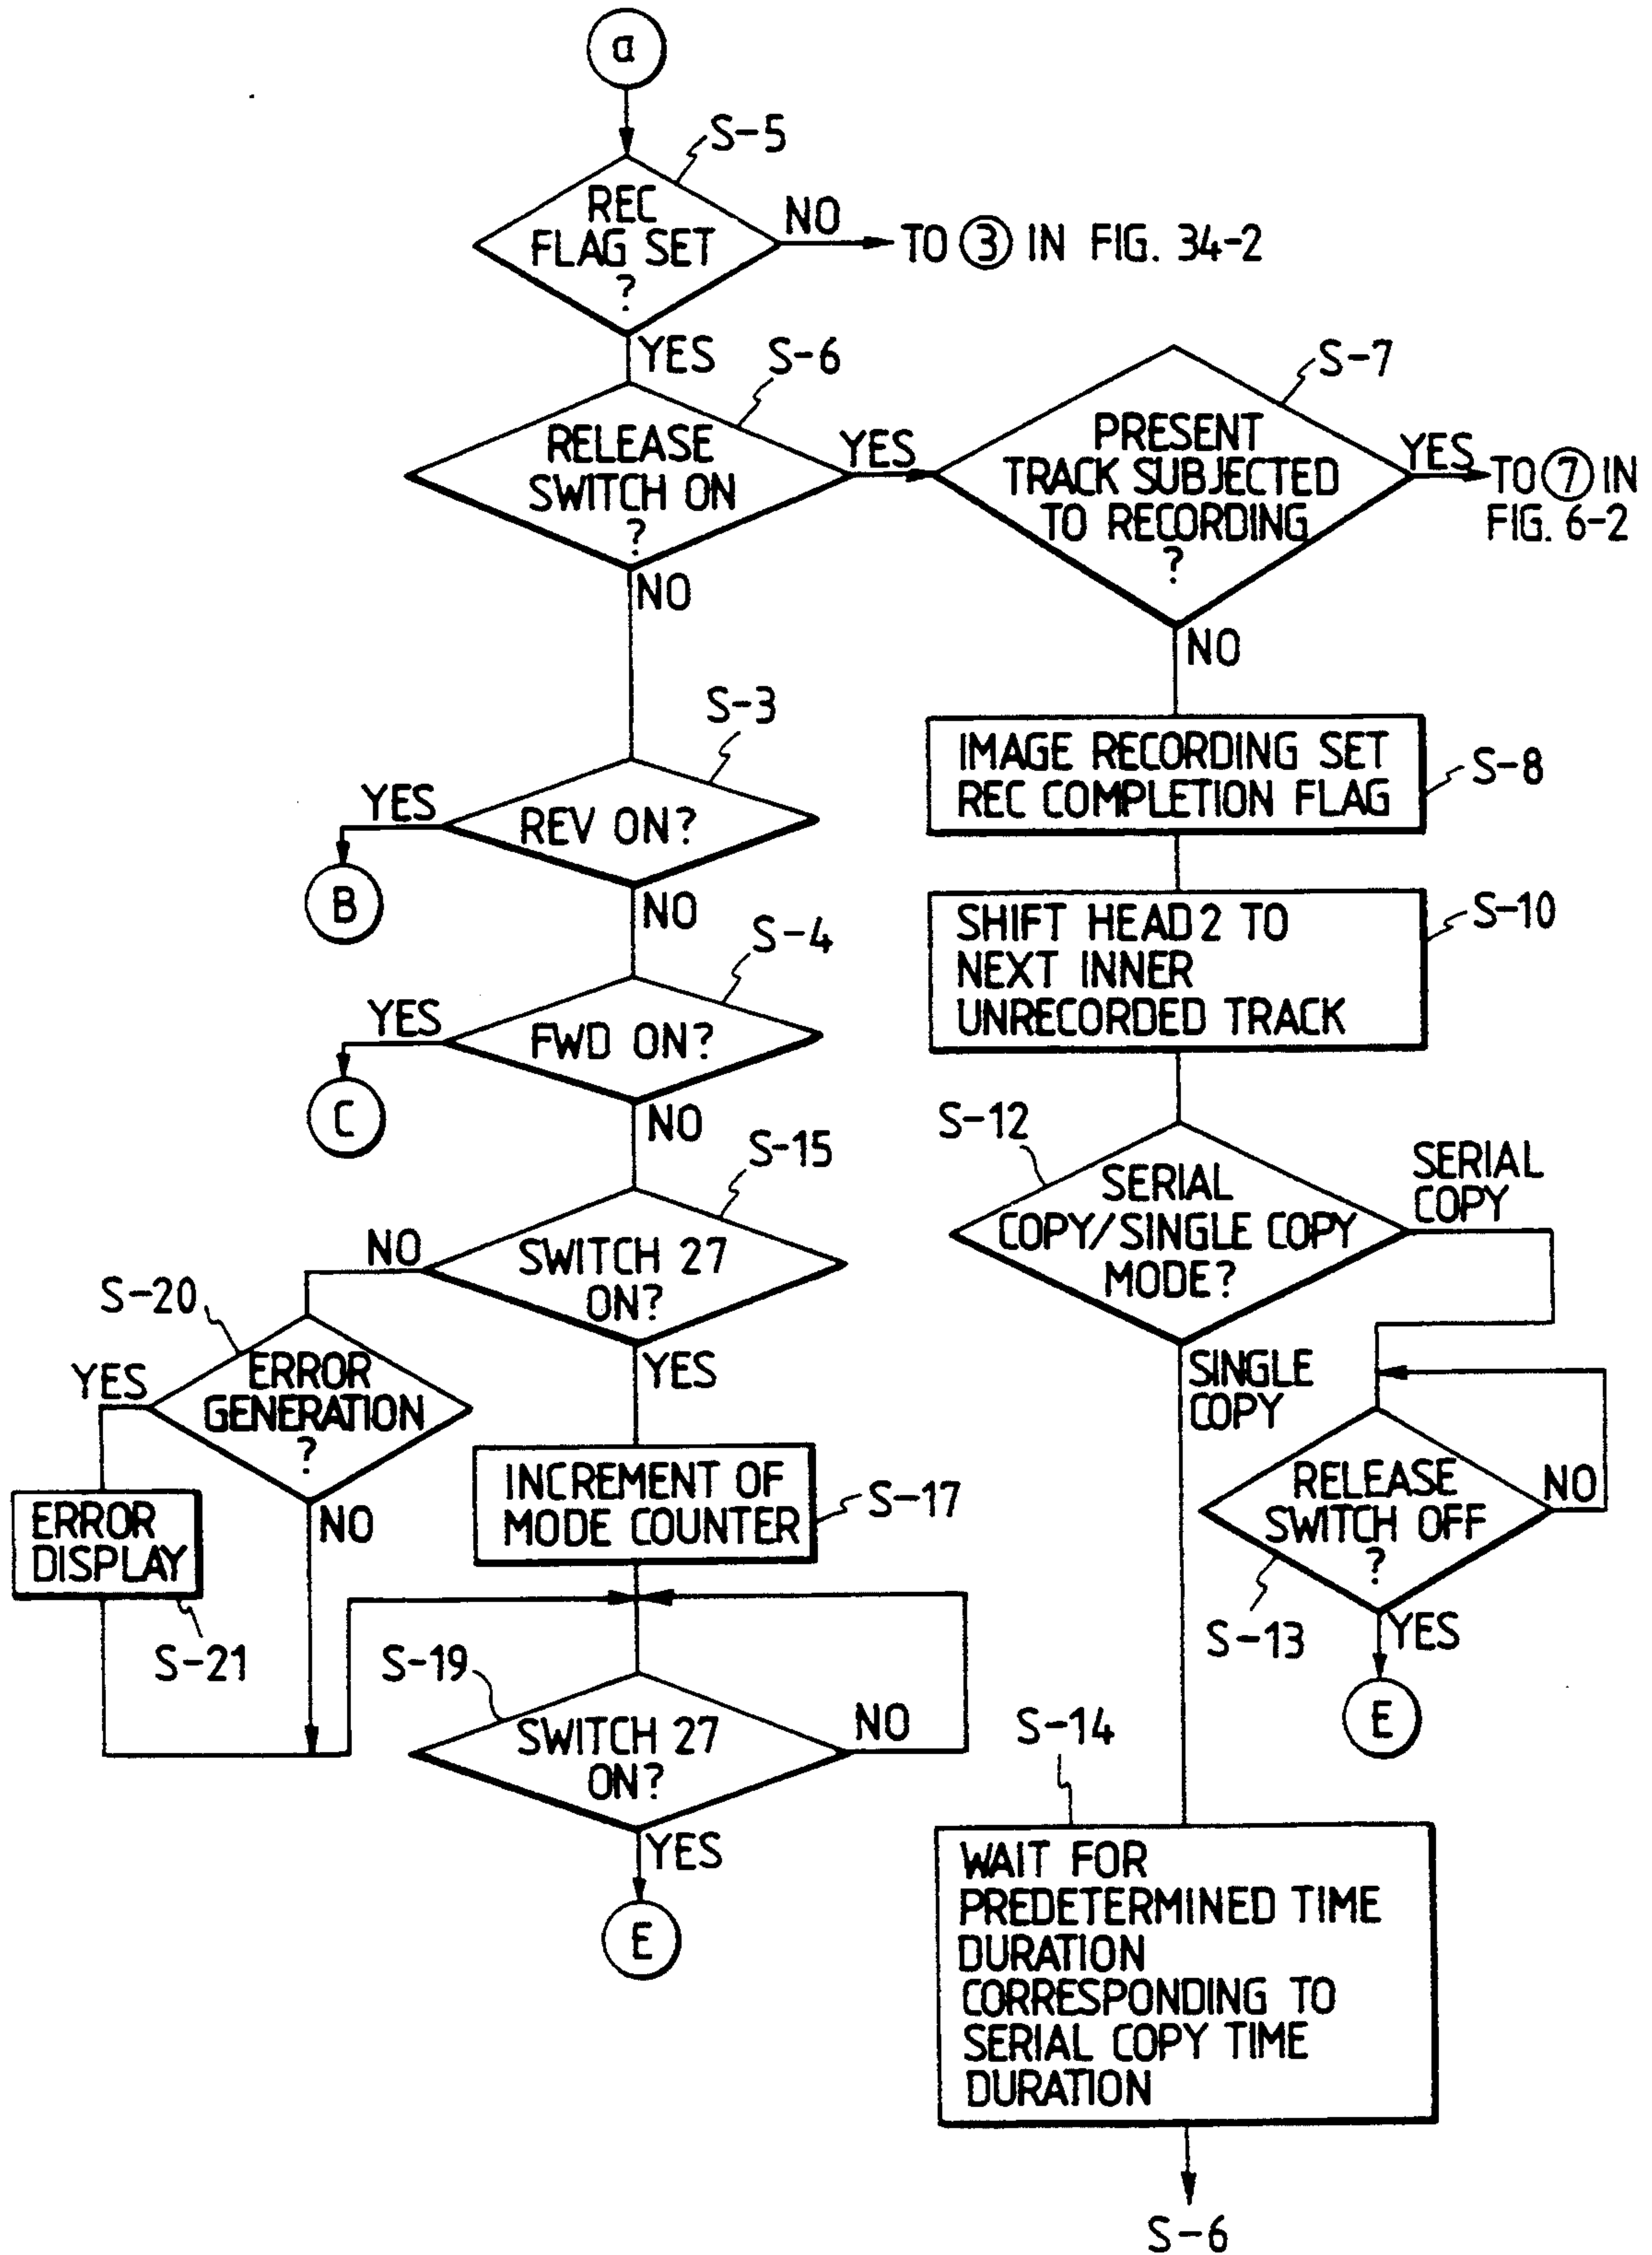 a
S-5
REC
FLAG SET
?
NO
TO 3 IN FIG. 34-2
YES
S-6
RELEASE
SWITCH ON
?
YES
NO
S-7
PRESENT
TRACK SUBJECTED
TO RECORDING
?
YES
TO 7 IN
FIG. 6-2
NO
S-3
REV ON?
YES
B
NO
S-4
FWD ON?
YES
C
NO
S-15
SWITCH 27
ON?
NO
YES
S-20
ERROR
GENERATION
?
YES
NO
ERROR
DISPLAY
S-21
INCREMENT OF
MODE COUNTER
S-17
S-19
SWITCH 27
ON?
NO
YES
E
IMAGE RECORDING SET
REC COMPLETION FLAG
S-8
SHIFT HEAD 2 TO
NEXT INNER
UNRECORDED TRACK
S-10
S-12
SERIAL
COPY/SINGLE COPY
MODE?
SERIAL
COPY
SINGLE
COPY
RELEASE
SWITCH OFF
?
NO
S-13
YES
E
S-14
WAIT FOR
PREDETERMINED TIME
DURATION
CORRESPONDING TO
SERIAL COPY TIME
DURATION
S-6